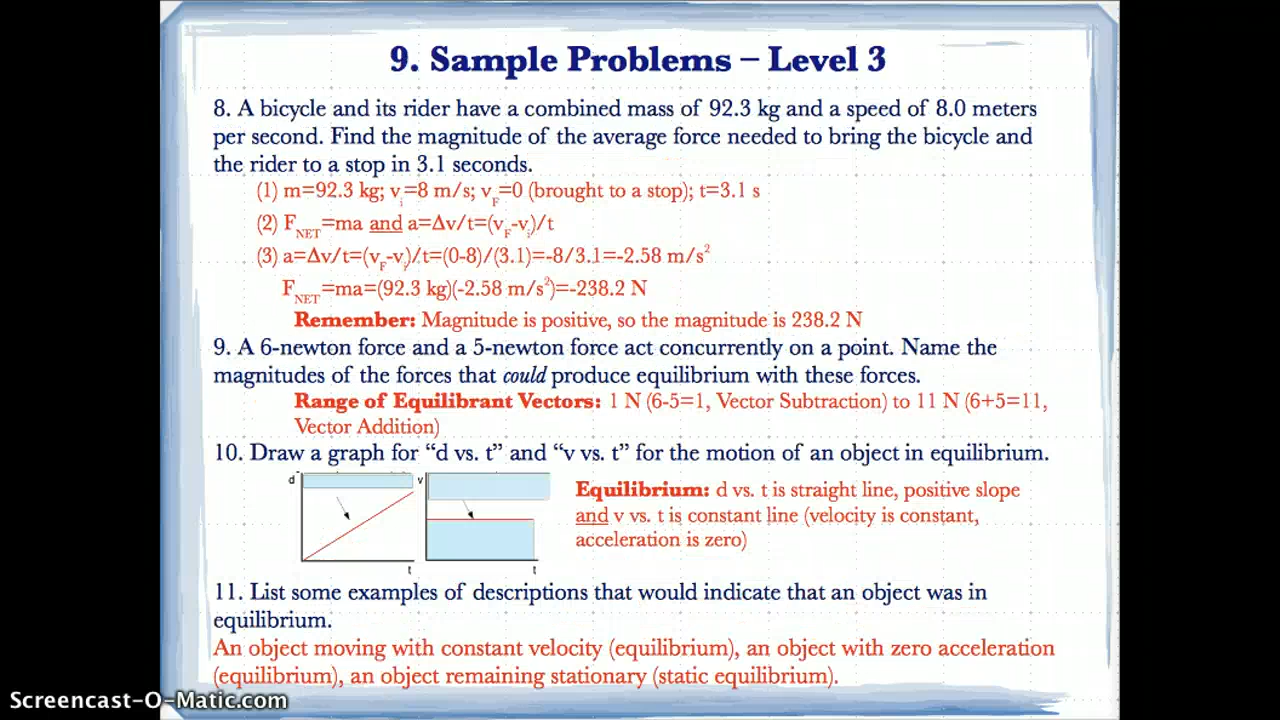 9. Sample Problems – Level 3
8. A bicycle and its rider have a combined mass of 92.3 kg and a speed of 8.0 meters
per second. Find the magnitude of the average force needed to bring the bicycle and
the rider to a stop in 3.1 seconds.
(1) m=92.3 kg; vi=8 m/s; vF=0 (brought to a stop); t=3.1 s
(2) FNET=ma and a=Δv/t=(vF-vi)/t
(3) a=Δv/t=(vF-vi)/t=(0-8)/(3.1)=-8/3.1=-2.58 m/s²
FNET=ma=(92.3 kg)(-2.58 m/s²)=-238.2 N
Remember: Magnitude is positive, so the magnitude is 238.2 N
9. A 6-newton force and a 5-newton force act concurrently on a point. Name the
magnitudes of the forces that could produce equilibrium with these forces.
Range of Equilibrant Vectors: 1 N (6-5=1, Vector Subtraction) to 11 N (6+5=11,
Vector Addition)
10. Draw a graph for “d vs. t” and “v vs. t” for the motion of an object in equilibrium.
d
t
v
t
Equilibrium: d vs. t is straight line, positive slope
and v vs. t is constant line (velocity is constant,
acceleration is zero)
11. List some examples of descriptions that would indicate that an object was in
equilibrium.
An object moving with constant velocity (equilibrium), an object with zero acceleration
(equilibrium), an object remaining stationary (static equilibrium).
Screencast-O-Matic.com